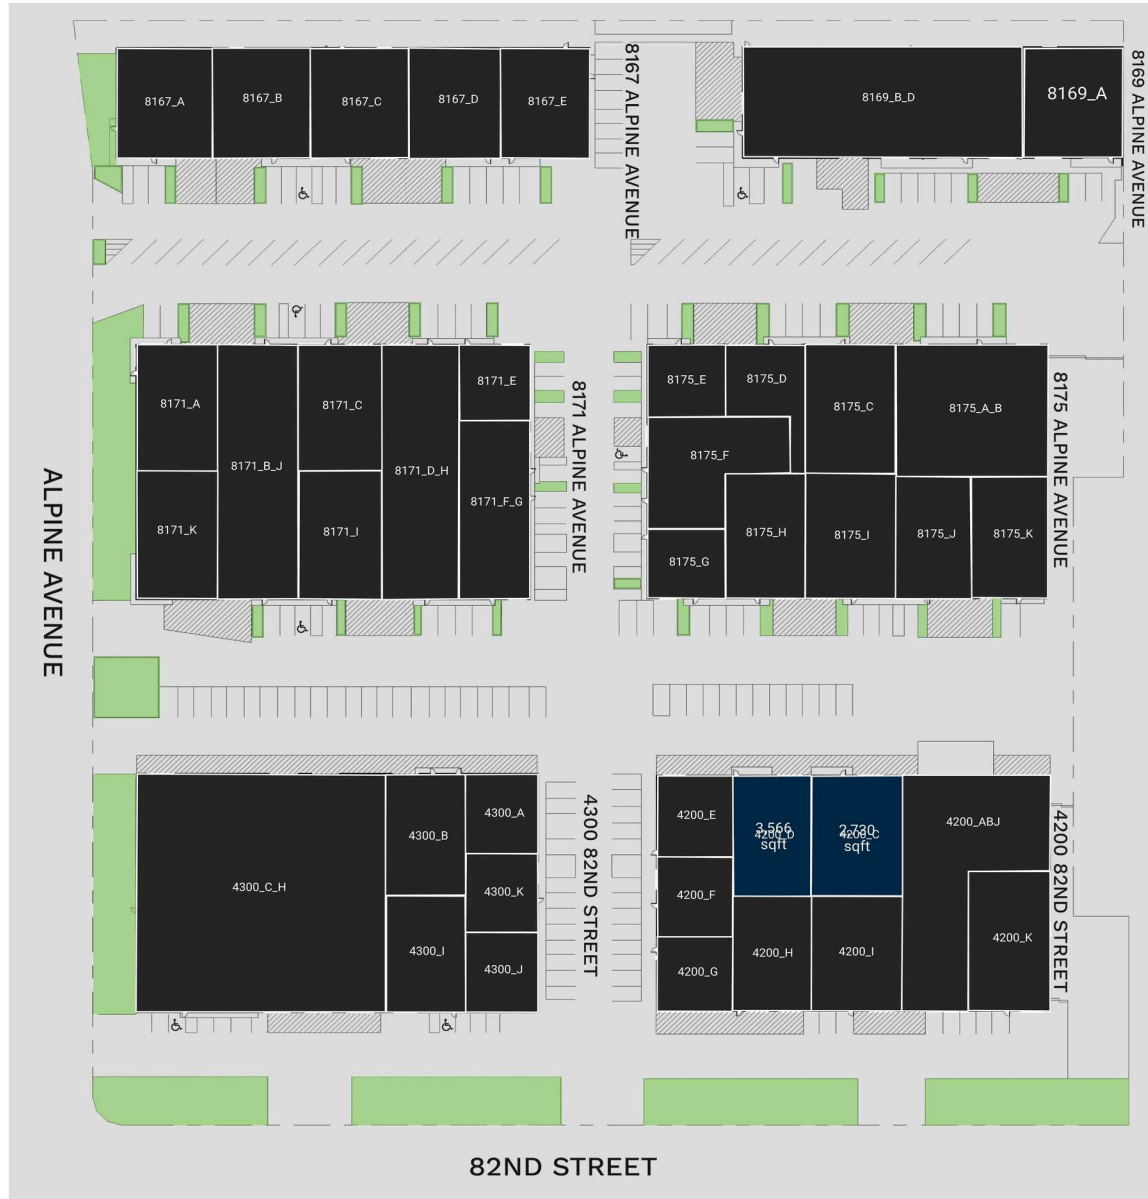 8167_A
8167_B
8167_C
8167_D
8167_E
8167 ALPINE AVENUE
8169_B_D
8169_A
8169 ALPINE AVENUE
8171_A
8171_B_J
8171_C
8171_D_H
8171_E
8171_F_G
8171_K
8171_I
8171 ALPINE AVENUE
8175_E
8175_D
8175_C
8175_A_B
8175_F
8175_G
8175_H
8175_I
8175_J
8175_K
8175 ALPINE AVENUE
ALPINE AVENUE
4300_C_H
4300_B
4300_A
4300_K
4300_I
4300_J
4300 82ND STREET
4200_E
3,566
4200_D
sqft
2,730
4200_C
sqft
4200_ABJ
4200_F
4200_G
4200_H
4200_I
4200_K
4200 82ND STREET
82ND STREET